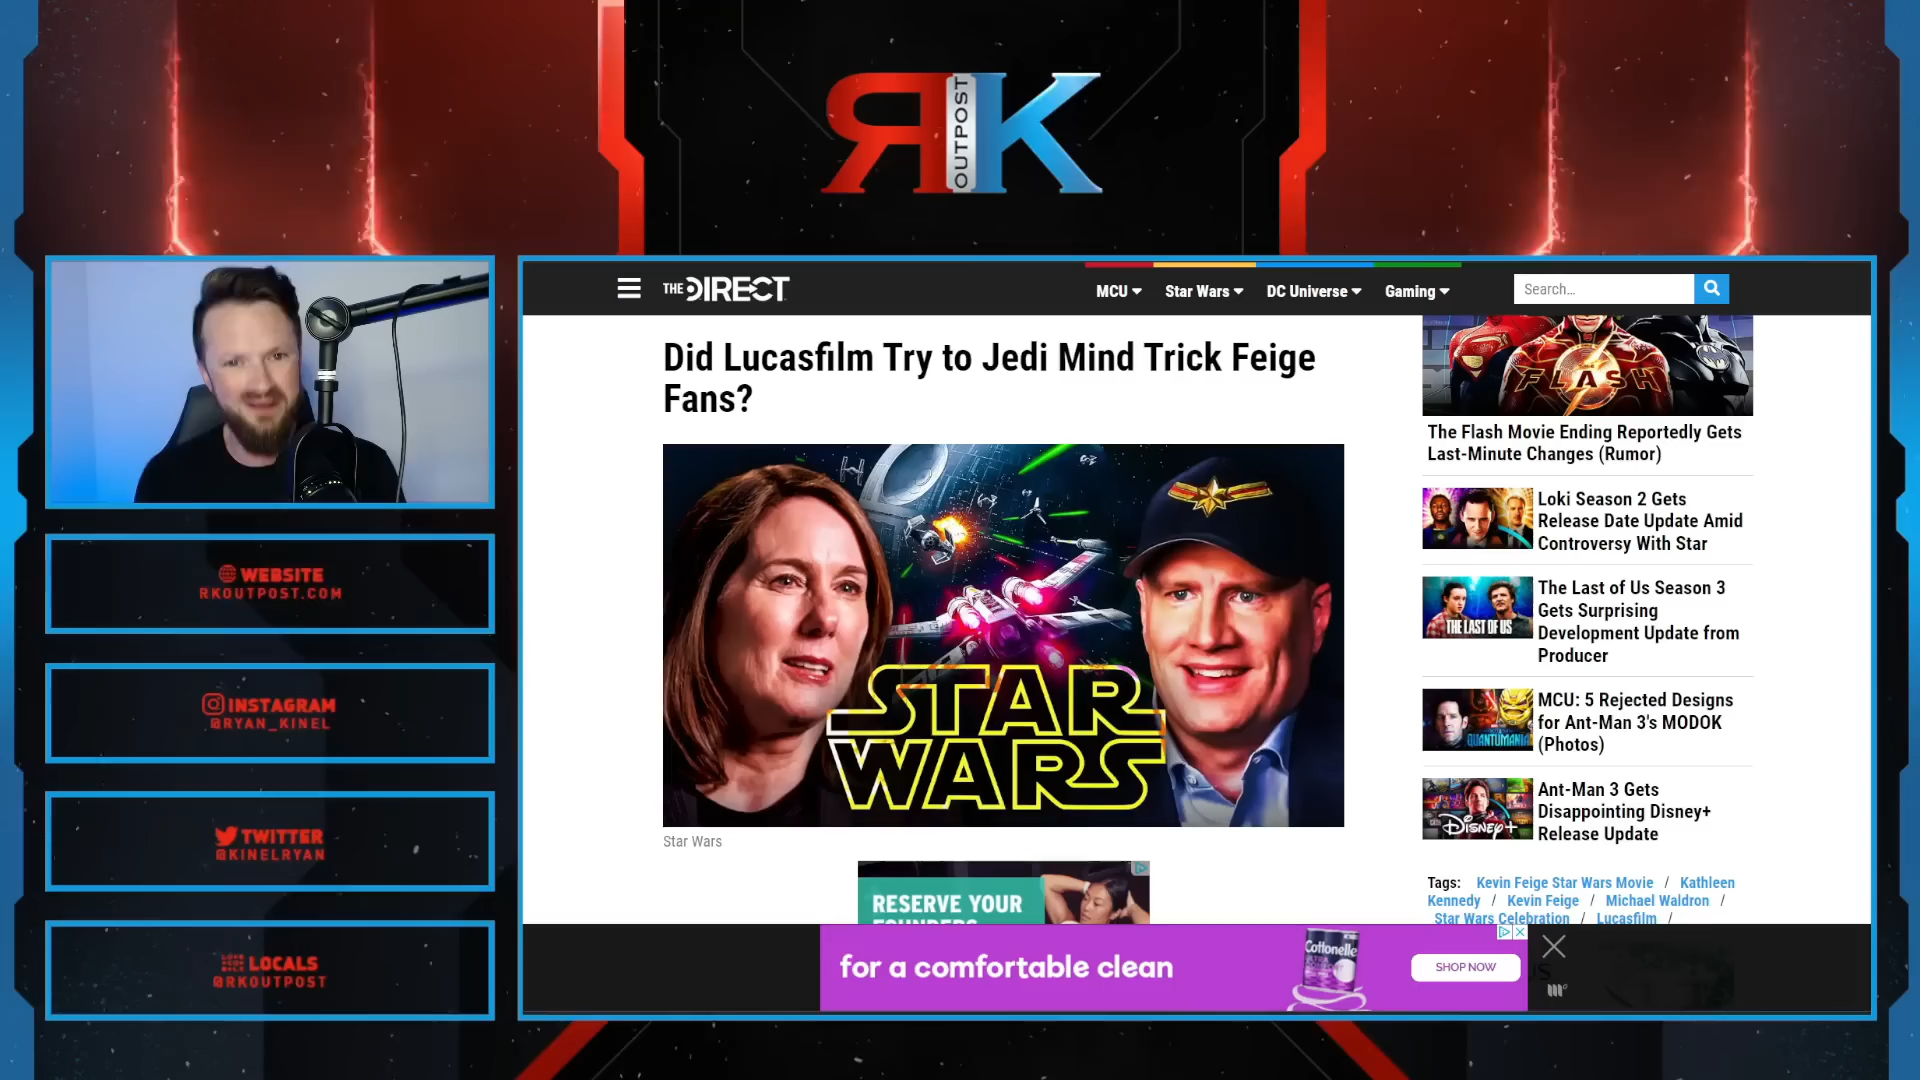 RK
OUTPOST
WEBSITE
RKOUTPOST.COM
INSTAGRAM
@RYAN_KINEL
TWITTER
@KINELRYAN
LOCALS
@RKOUTPOST
THE DIRECT
MCU
Star Wars
DC Universe
Gaming
Search...
Did Lucasfilm Try to Jedi Mind Trick Feige
Fans?
STAR
WARS
Star Wars
RESERVE YOUR
FOUNDERS
FLASH
The Flash Movie Ending Reportedly Gets
Last-Minute Changes (Rumor)
Loki Season 2 Gets
Release Date Update Amid
Controversy With Star
THE LAST OF US
The Last of Us Season 3
Gets Surprising
Development Update from
Producer
QUANTUMANIA
MCU: 5 Rejected Designs
for Ant-Man 3's MODOK
(Photos)
Disney+
Ant-Man 3 Gets
Disappointing Disney+
Release Update
Tags: Kevin Feige Star Wars Movie / Kathleen
Kennedy / Kevin Feige / Michael Waldron /
Star Wars Celebration / Lucasfilm /
for a comfortable clean
Cottonelle
ULTRA
SHOP NOW